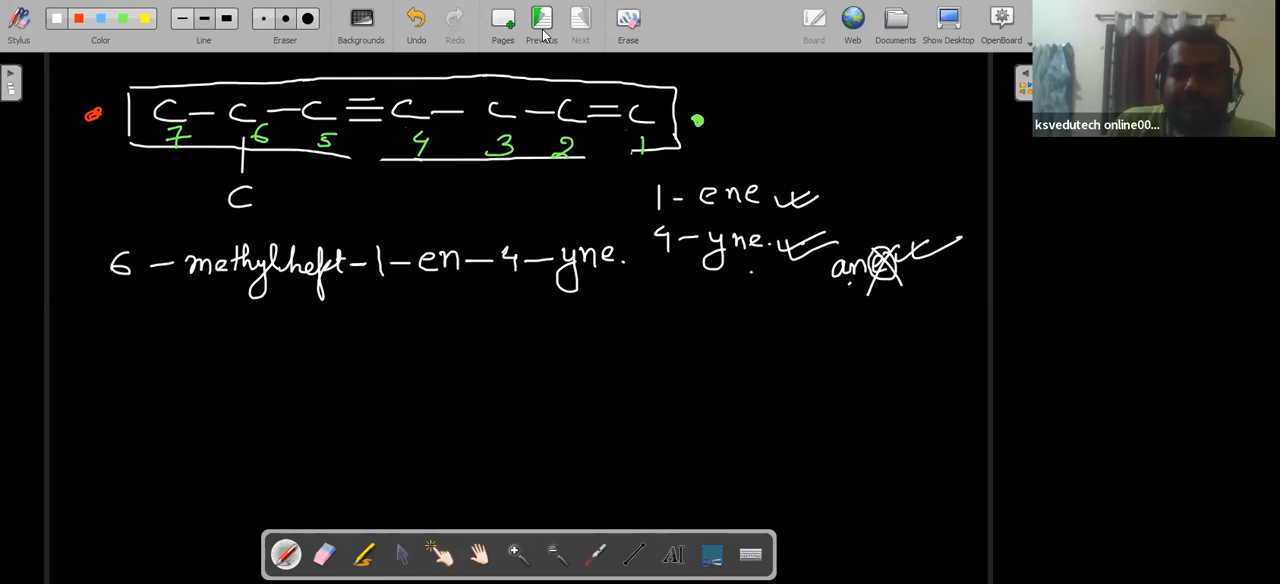 Stylus Color Line Eraser Backgrounds Undo Redo Pages Previous Next Erase Board Web Documents Show Desktop OpenBoard
ksvedutech online00...
C - C - C ≡ C - C - C = C
7 6 5 4 3 2 1
C
1 - ene
4 - yne.
ane
6 - methylhept-1-en-4-yne.
AI